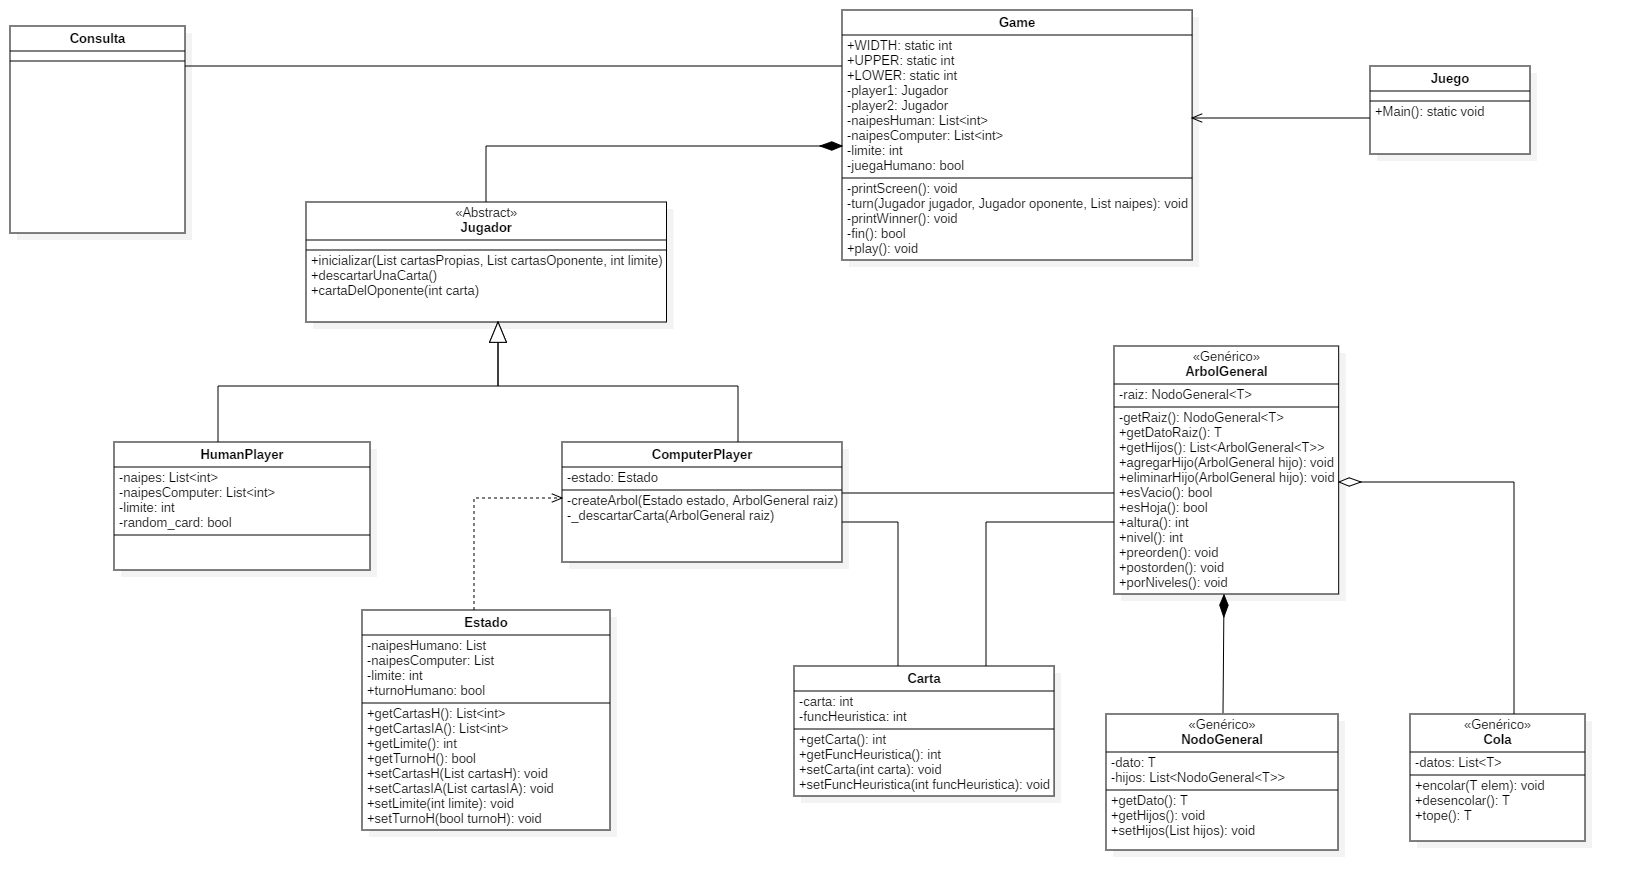 Consulta
Game
+WIDTH: static int
+UPPER: static int
+LOWER: static int
-player1: Jugador
-player2: Jugador
-naipesHuman: List<int>
-naipesComputer: List<int>
-limite: int
-juegaHumano: bool
-printScreen(): void
-turn(Jugador jugador, Jugador oponente, List naipes): void
-printWinner(): void
-fin(): bool
+play(): void
Juego
+Main(): static void
«Abstract»
Jugador
+inicializar(List cartasPropias, List cartasOponente, int limite)
+descartarUnaCarta()
+cartaDelOponente(int carta)
HumanPlayer
-naipes: List<int>
-naipesComputer: List<int>
-limite: int
-random_card: bool
ComputerPlayer
-estado: Estado
-createArbol(Estado estado, ArbolGeneral raiz)
-_descartarCarta(ArbolGeneral raiz)
«Genérico»
ArbolGeneral
-raiz: NodoGeneral<T>
-getRaiz(): NodoGeneral<T>
+getDatoRaiz(): T
+getHijos(): List<ArbolGeneral<T>>
+agregarHijo(ArbolGeneral hijo): void
+eliminarHijo(ArbolGeneral hijo): void
+esVacio(): bool
+esHoja(): bool
+altura(): int
+nivel(): int
+preorden(): void
+postorden(): void
+porNiveles(): void
Estado
-naipesHumano: List
-naipesComputer: List
-limite: int
+turnoHumano: bool
+getCartasH(): List<int>
+getCartasIA(): List<int>
+getLimite(): int
+getTurnoH(): bool
+setCartasH(List cartasH): void
+setCartasIA(List cartasIA): void
+setLimite(int limite): void
+setTurnoH(bool turnoH): void
Carta
-carta: int
-funcHeuristica: int
+getCarta(): int
+getFuncHeuristica(): int
+setCarta(int carta): void
+setFuncHeuristica(int funcHeuristica): void
«Genérico»
NodoGeneral
-dato: T
-hijos: List<NodoGeneral<T>>
+getDato(): T
+getHijos(): void
+setHijos(List hijos): void
«Genérico»
Cola
-datos: List<T>
+encolar(T elem): void
+desencolar(): T
+tope(): T